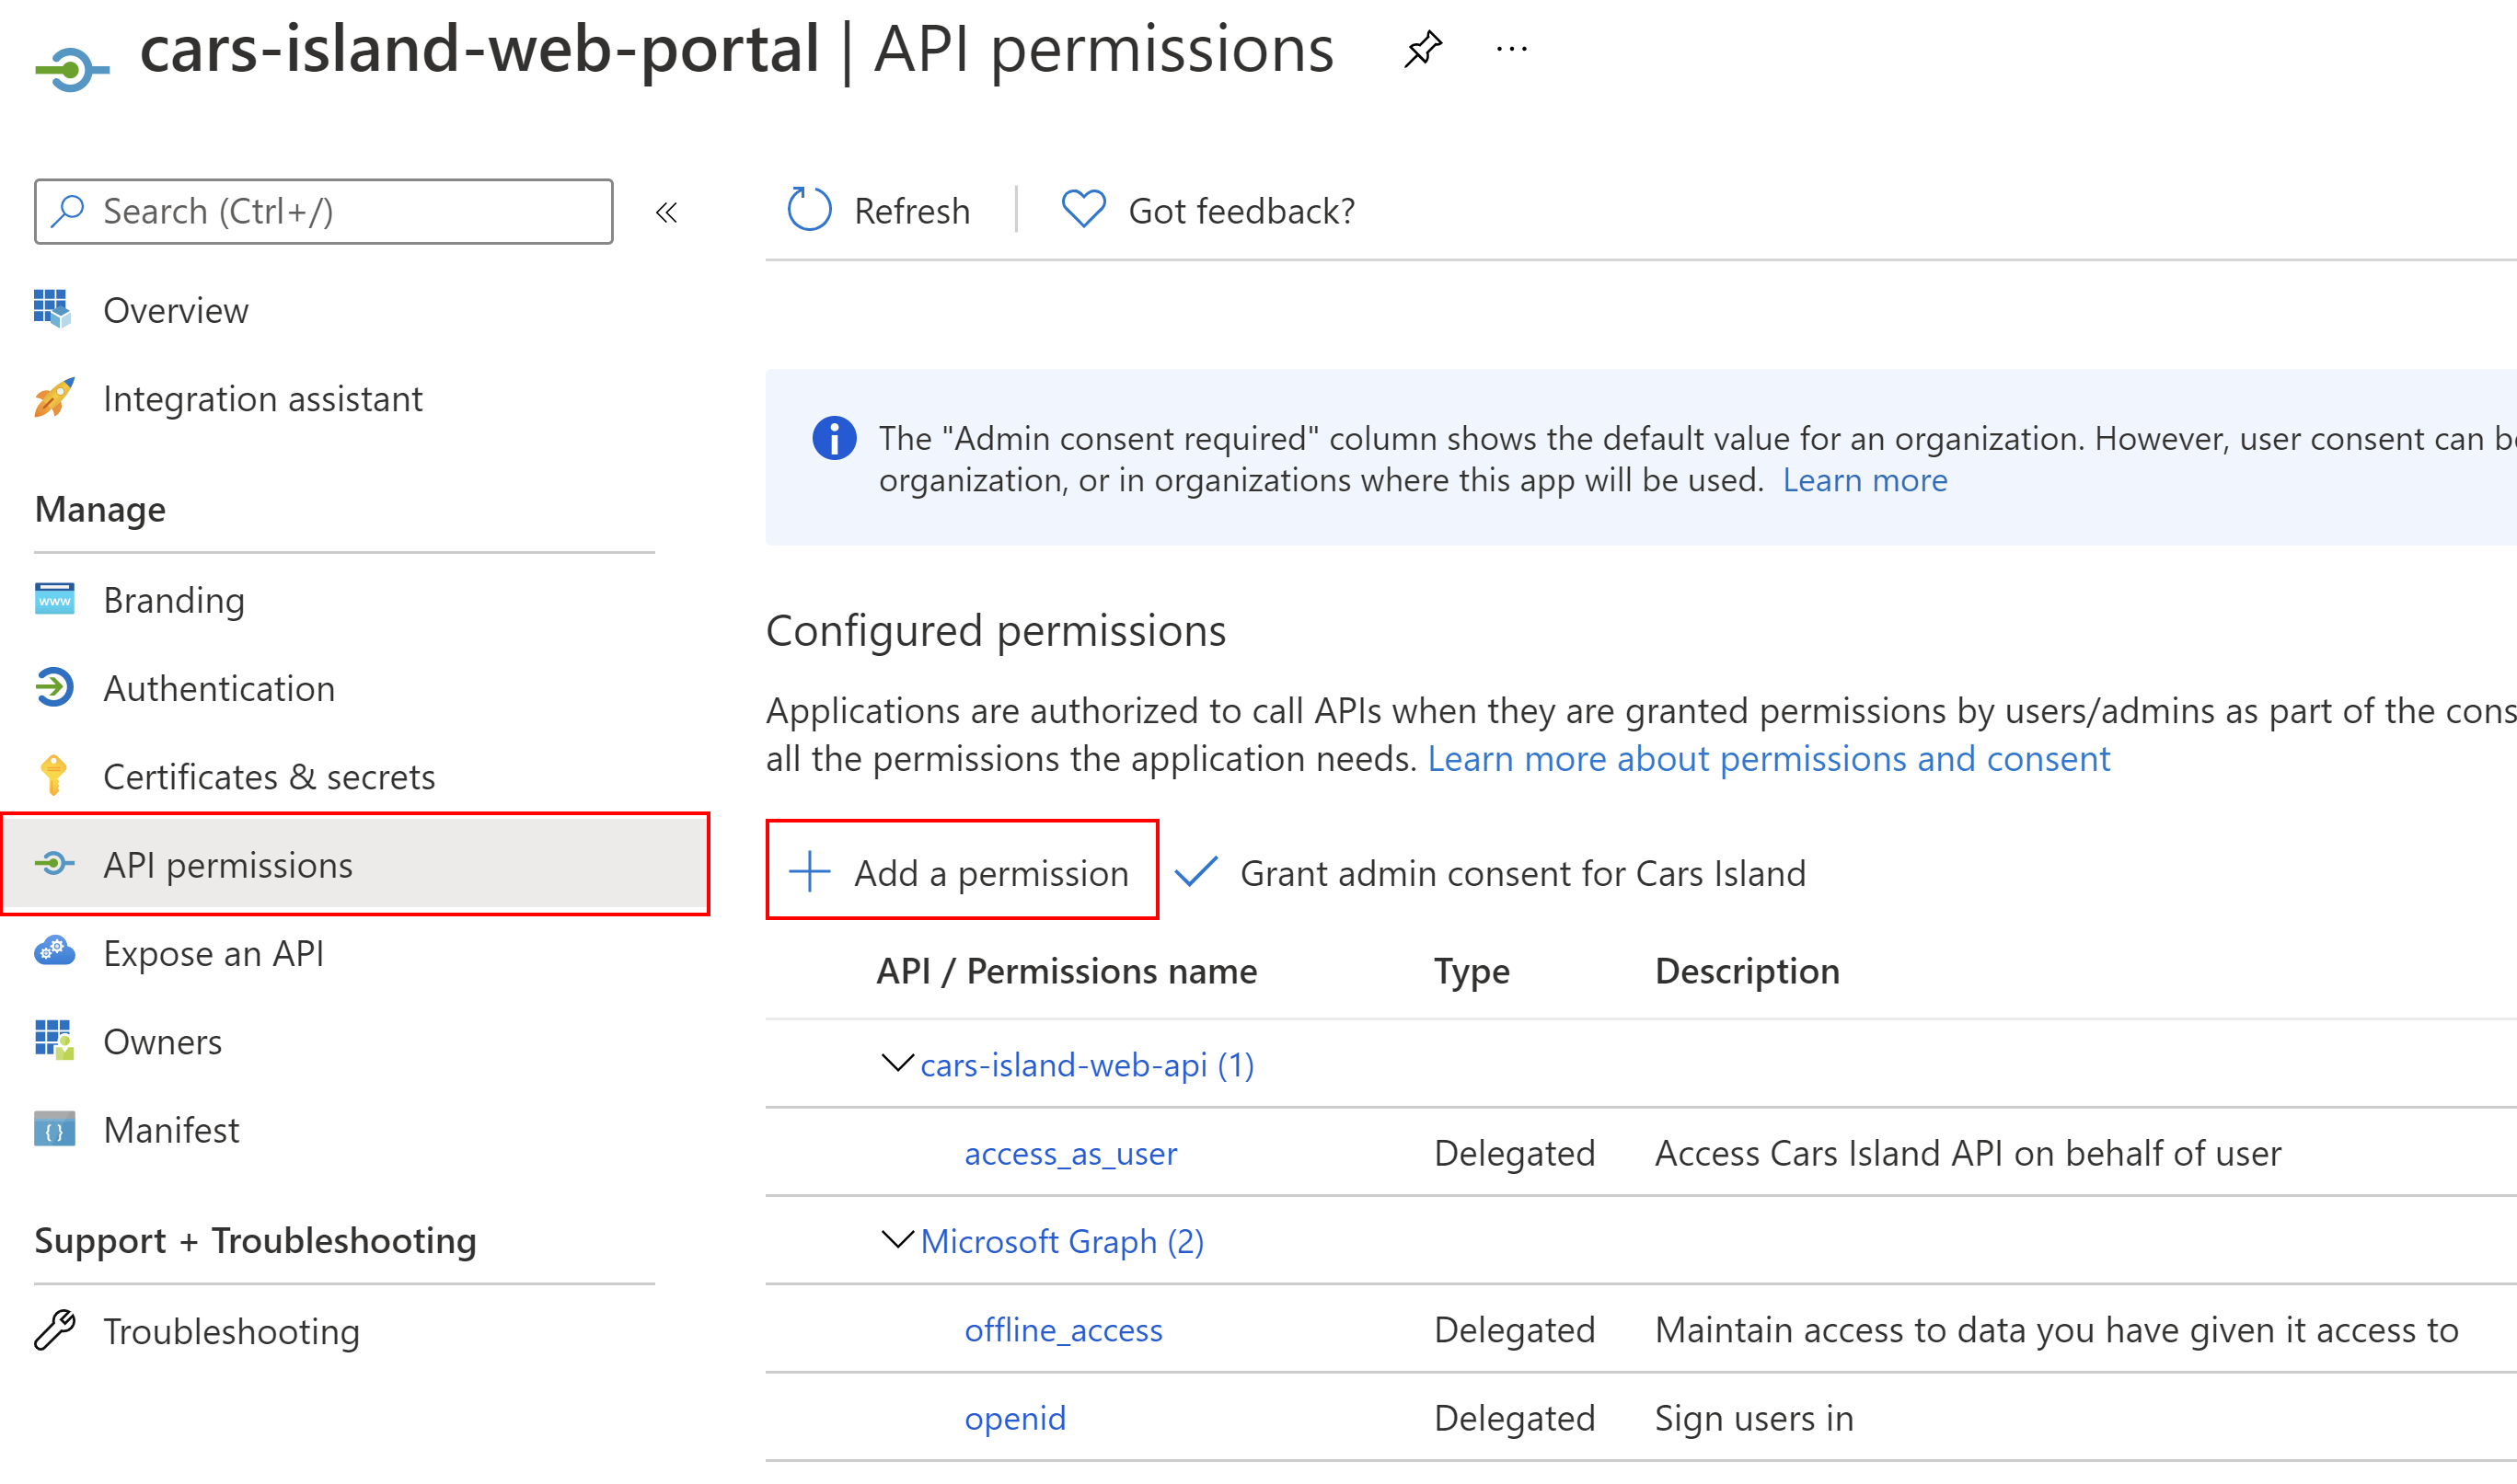 cars-island-web-portal | API permissions
Search (Ctrl+/)
Refresh
Got feedback?
Overview
Integration assistant
Manage
Branding
Authentication
Certificates & secrets
API permissions
Expose an API
Owners
Manifest
Support + Troubleshooting
Troubleshooting
The "Admin consent required" column shows the default value for an organization. However, user consent can
organization, or in organizations where this app will be used. Learn more
Configured permissions
Applications are authorized to call APIs when they are granted permissions by users/admins as part of the
all the permissions the application needs. Learn more about permissions and consent
Add a permission
Grant admin consent for Cars Island
API / Permissions name Type Description
cars-island-web-api (1)
access_as_user Delegated Access Cars Island API on behalf of user
Microsoft Graph (2)
offline_access Delegated Maintain access to data you have given it access to
openid Delegated Sign users in